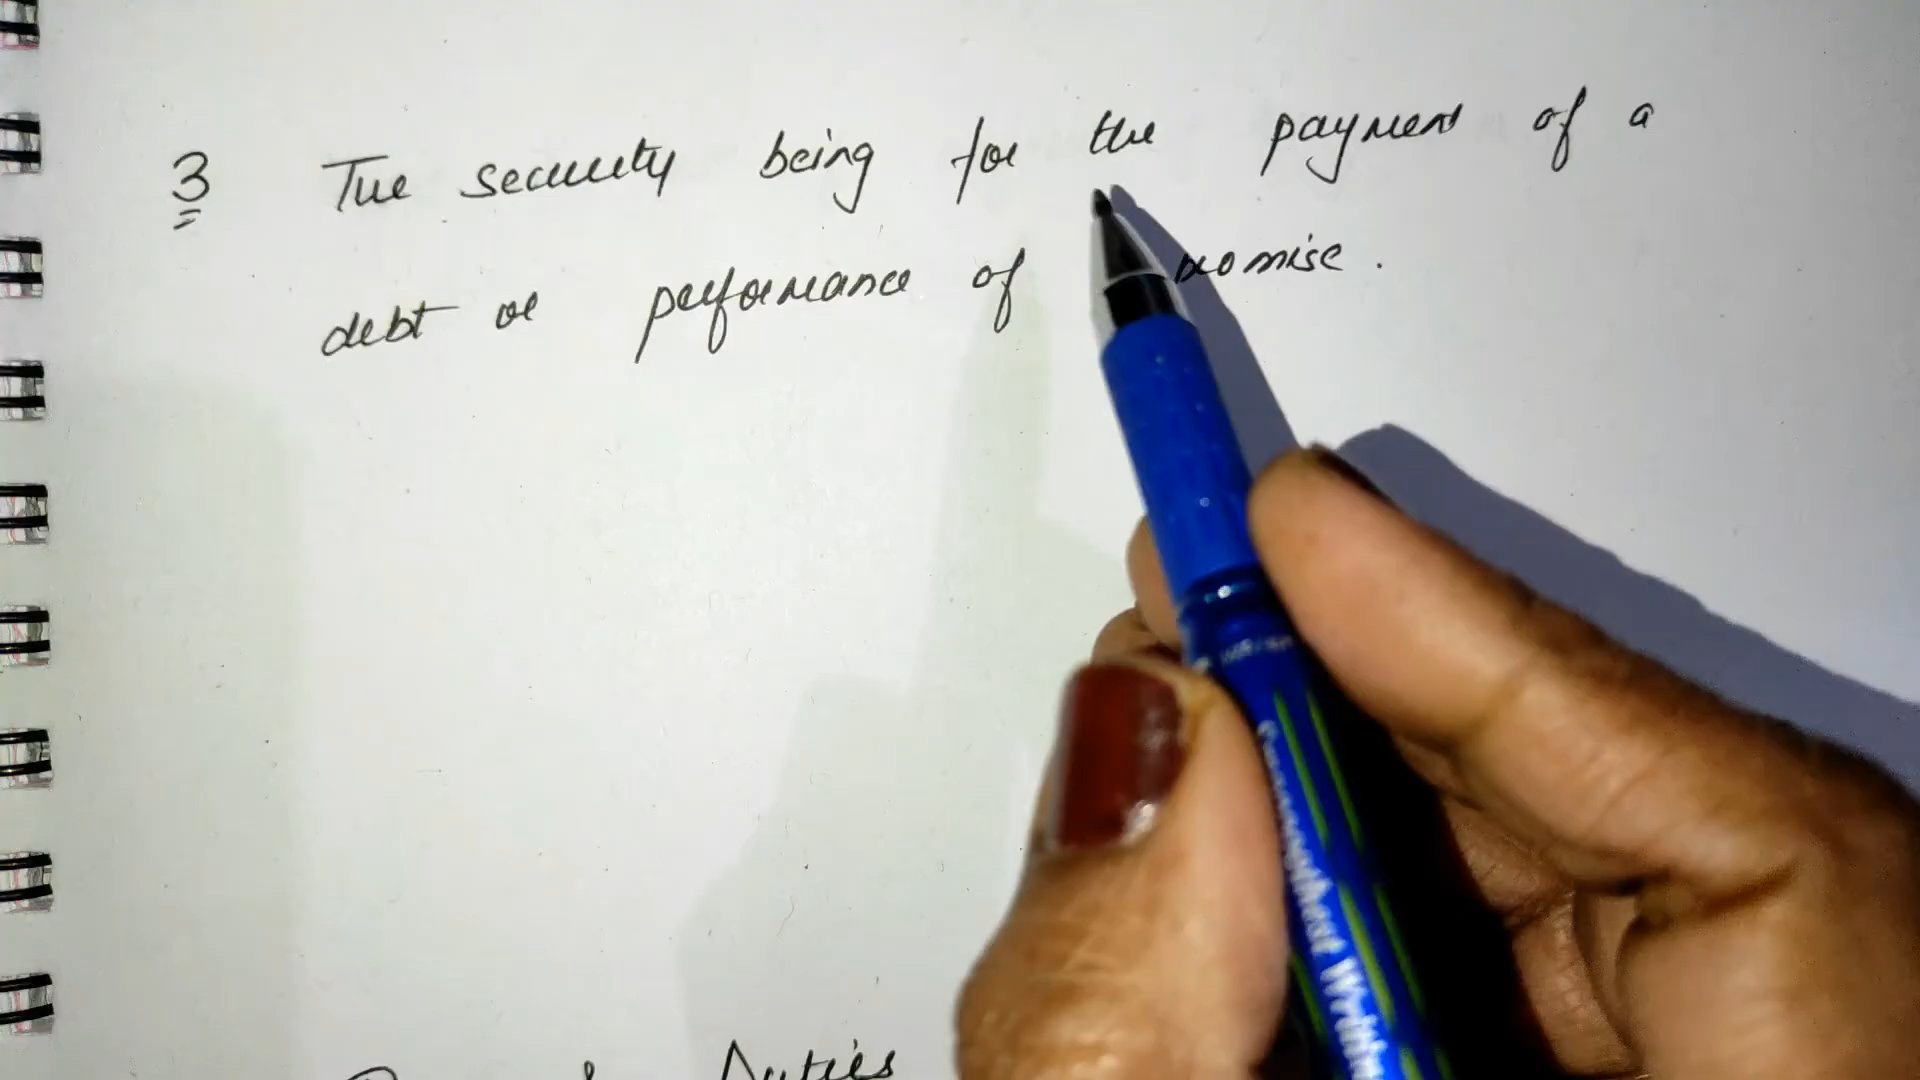 3 The security being for the payment of a
debt or performance of promise.
Duties